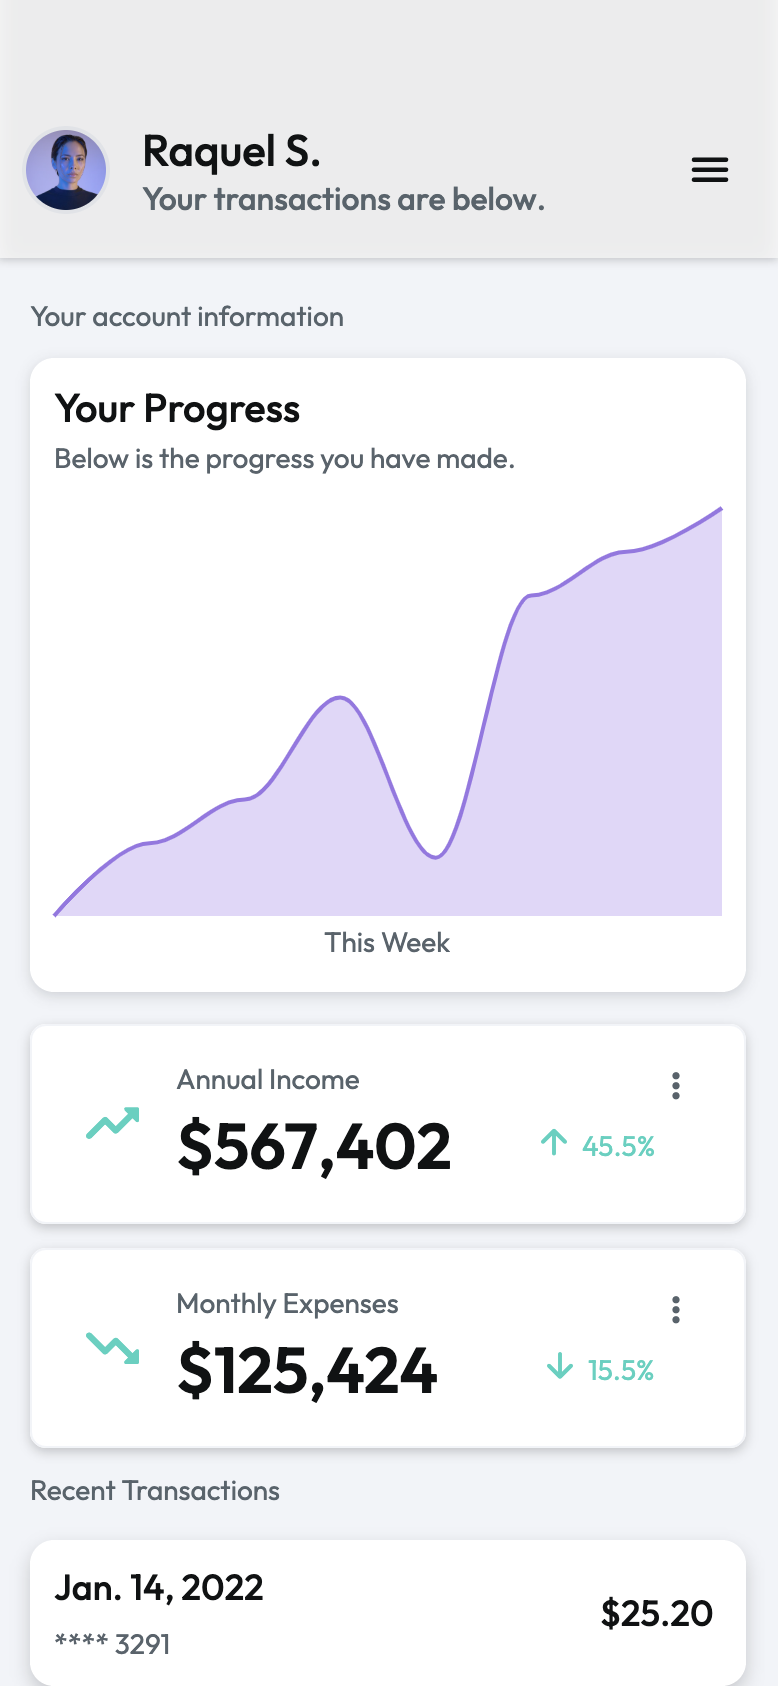 Raquel S.
Your transactions are below.
Your account information
Your Progress
Below is the progress you have made.
This Week
Annual Income
$567,402
45.5%
Monthly Expenses
$125,424
15.5%
Recent Transactions
Jan. 14, 2022
$25.20
**** 3291